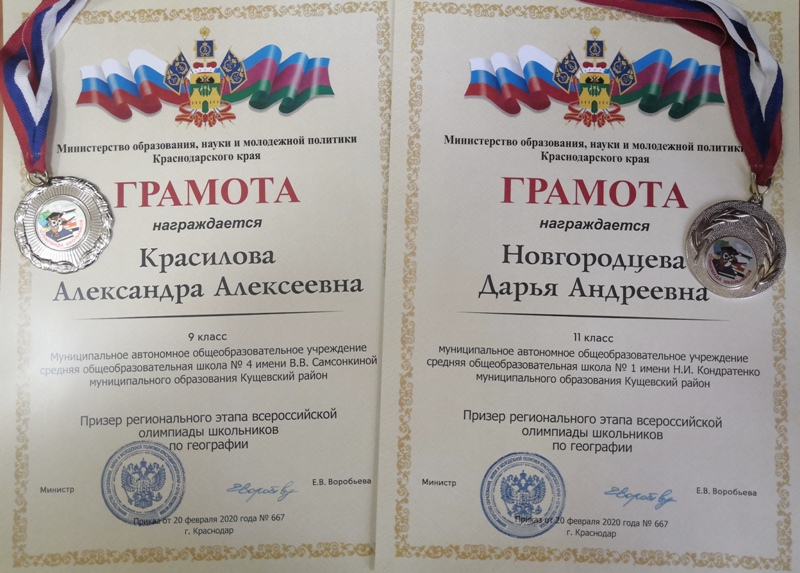 Министерство образования, науки и молодежной политики
Краснодарского края
ГРАМОТА
награждается
Красилова
Александра Алексеевна
9 класс
Муниципальное автономное общеобразовательное учреждение
средняя общеобразовательная школа № 4 имени В.В. Самсонкиной
муниципального образования Кущевский район
Призер регионального этапа всероссийской
олимпиады школьников
по географии
Министр
Е.В. Воробьева
Приказ от 20 февраля 2020 года № 667
г. Краснодар
Министерство образования, науки и молодежной политики
Краснодарского края
ГРАМОТА
награждается
Новгородцева
Дарья Андреевна
11 класс
муниципальное автономное общеобразовательное учреждение
средняя общеобразовательная школа № 1 имени Н.И. Кондратенко
муниципального образования Кущевский район
Призер регионального этапа всероссийской
олимпиады школьников
по географии
Министр
Е.В. Воробьева
Приказ от 20 февраля 2020 года № 667
г. Краснодар